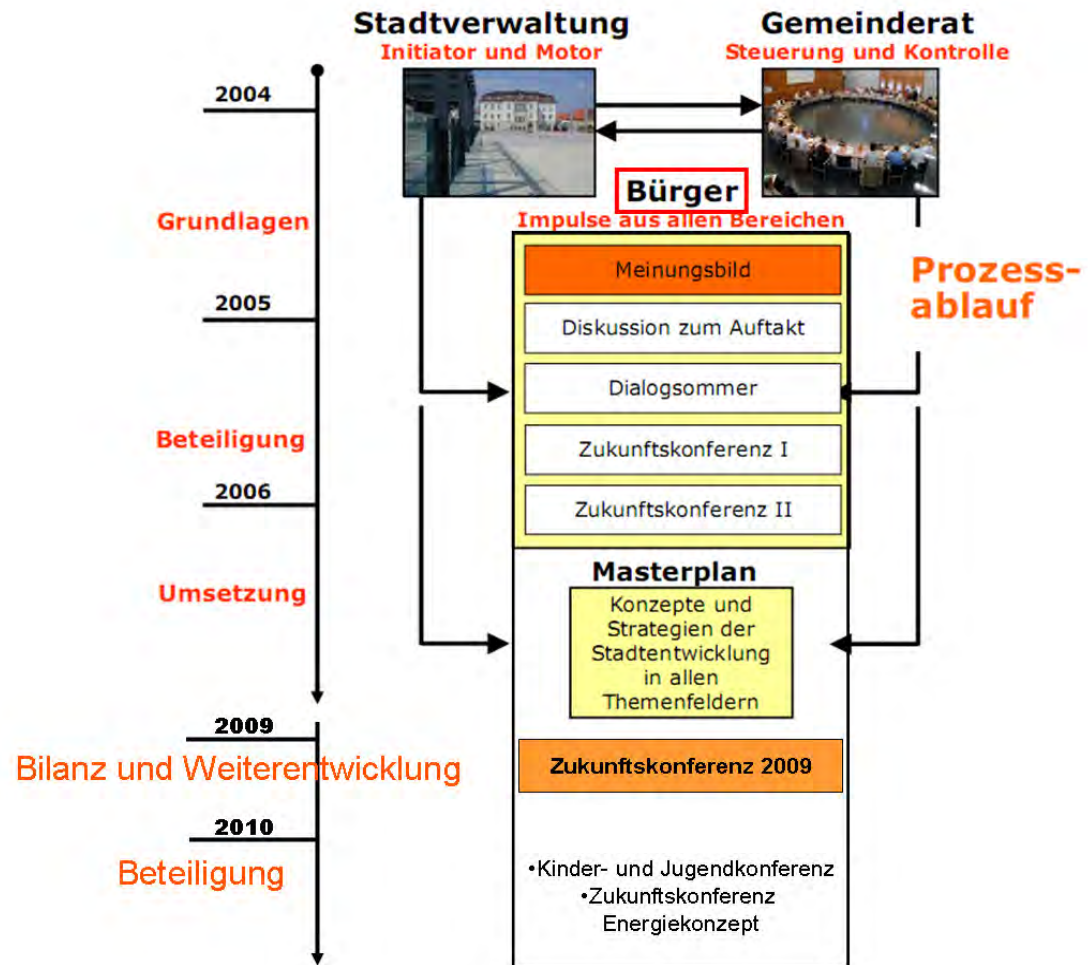 Stadtverwaltung
Initiator und Motor
Gemeinderat
Steuerung und Kontrolle
2004
Bürger
Impulse aus allen Bereichen
Grundlagen
Meinungsbild
Prozess-
ablauf
2005
Diskussion zum Auftakt
Dialogsommer
Beteiligung
Zukunftskonferenz I
2006
Zukunftskonferenz II
Umsetzung
Masterplan
Konzepte und
Strategien der
Stadtentwicklung
in allen
Themenfeldern
2009
Bilanz und Weiterentwicklung
Zukunftskonferenz 2009
2010
Beteiligung
•Kinder- und Jugendkonferenz
•Zukunftskonferenz
Energiekonzept